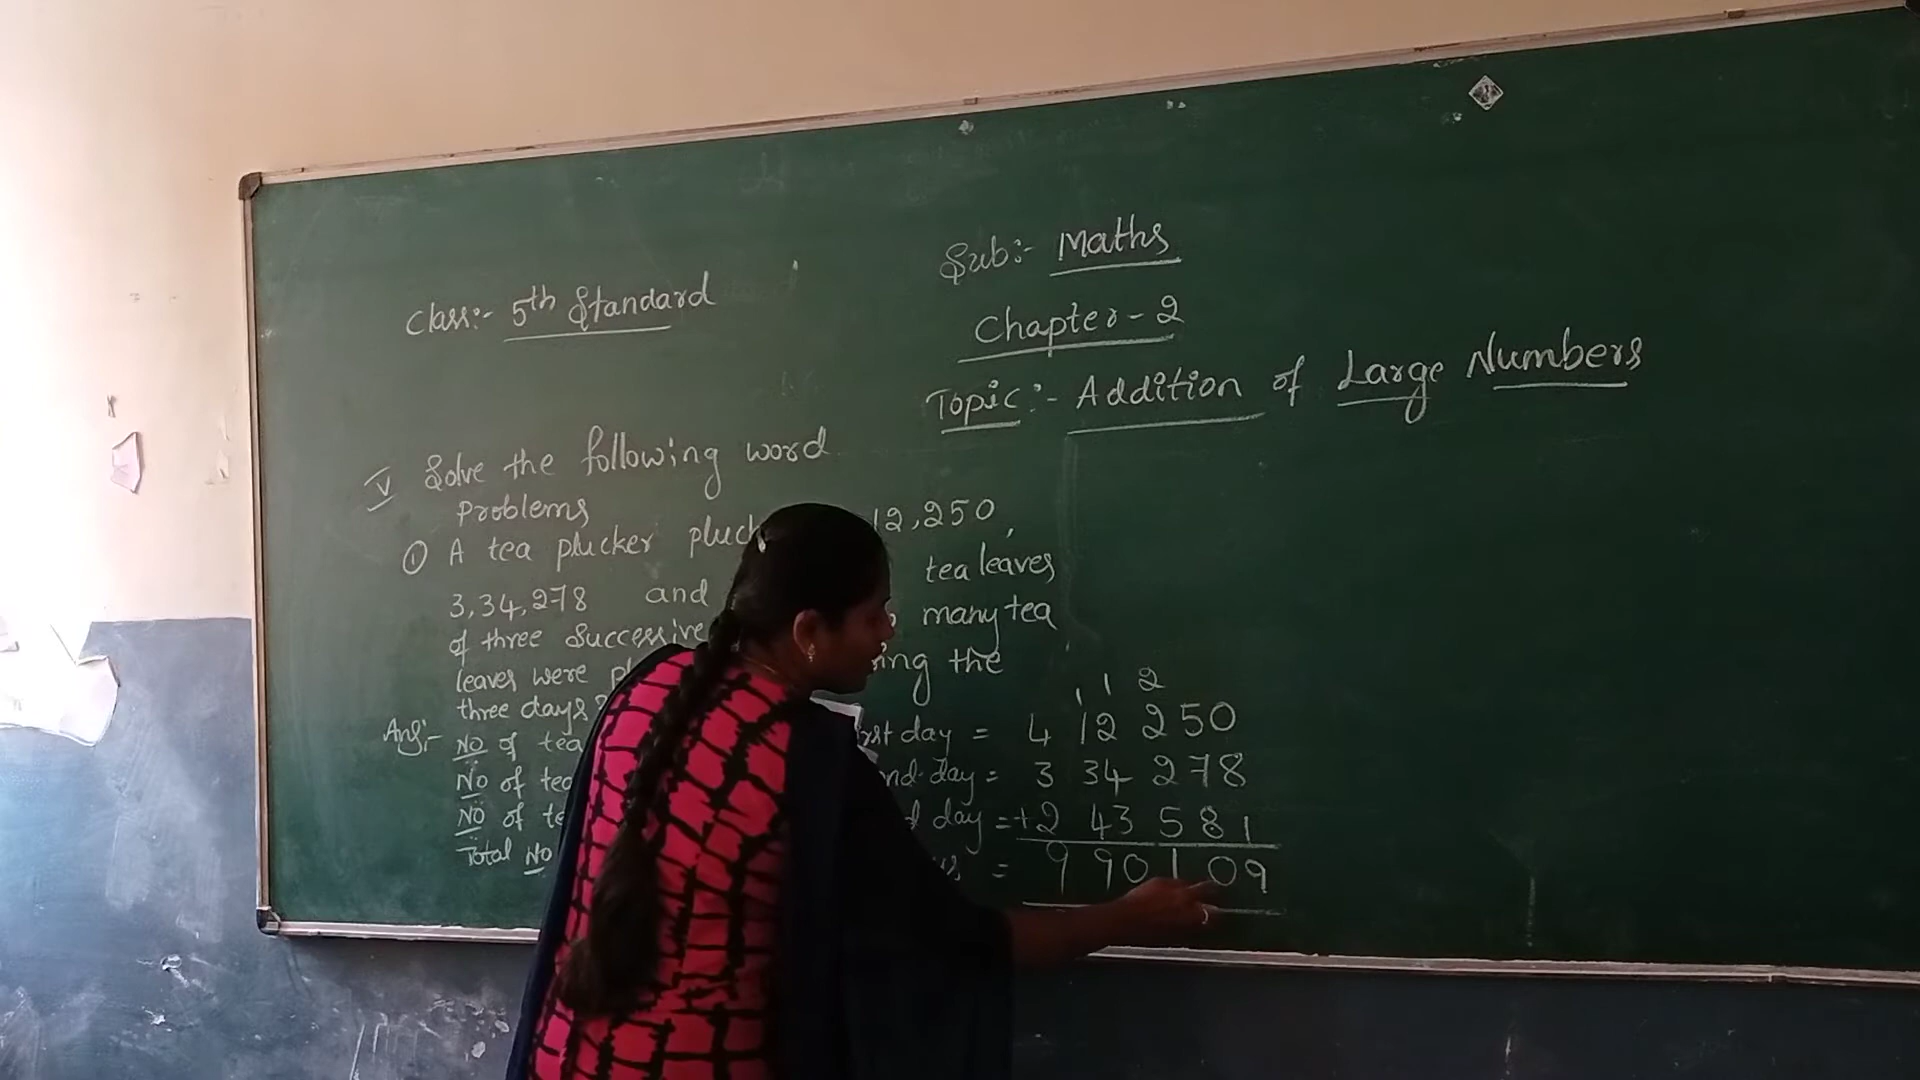 Sub:- Maths
Class:- 5th Standard
Chapter-2
Topic:- Addition of Large Numbers
V Solve the following word
problems
① A tea plucker 12,250,
3,34,278 and tea leaves
of three successive many tea
leaves were the
three days?
1 1 2
Ans:- No of tea day = 4 12 250
No of tea day = 3 34 278
No of day =+2 43 581
Total No = 9 90 1 09